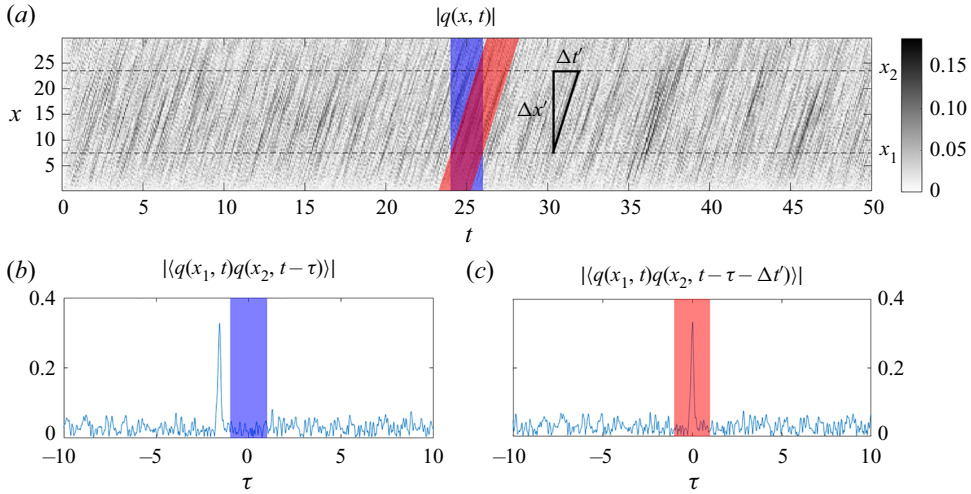 (a) |q(x, t)|
25
20
15
10
5
x
0 5 10 15 20 25 30 35 40 45 50
t
Δt′
Δx′
x₂
x₁
0.15
0.10
0.05
0
(b) |⟨q(x₁, t)q(x₂, t – τ)⟩|
0.4
0.2
0
–10 –5 0 5 10
τ
(c) |⟨q(x₁, t)q(x₂, t – τ – Δt′)⟩|
0.4
0.2
0
–10 –5 0 5 10
τ